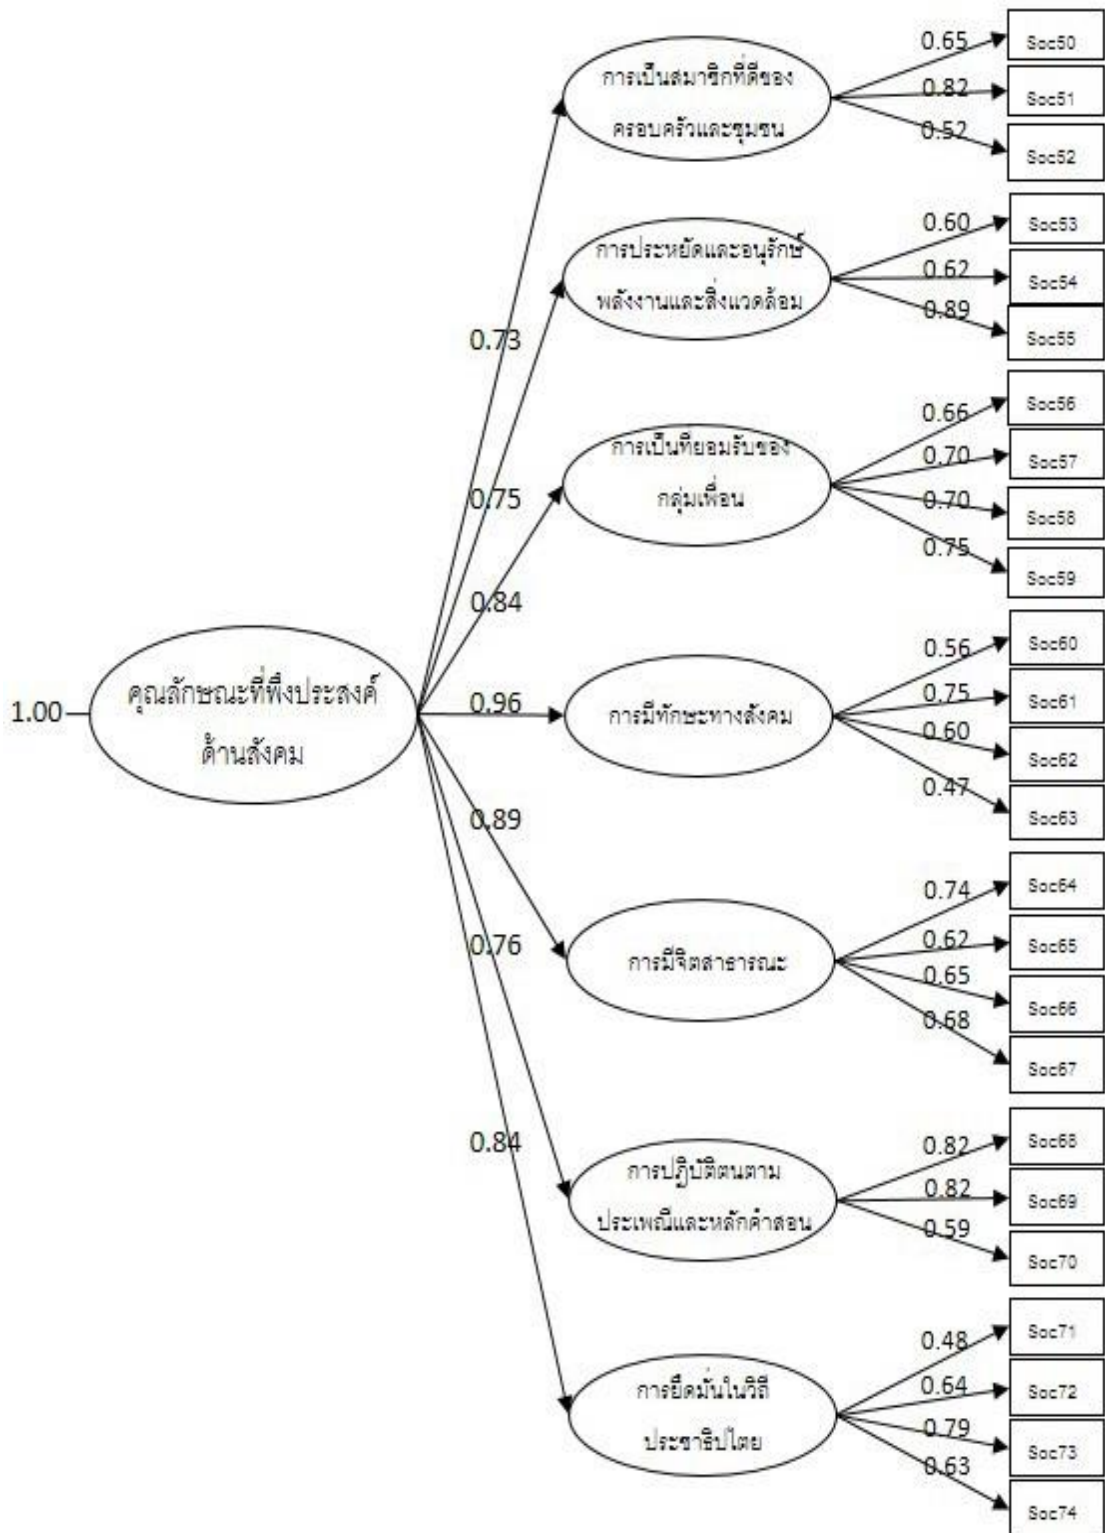 0.65
Soc50
การเป็นสมาชิกที่ดีของ
0.82
Soc51
ครอบครัวและชุมชน
0.52
Soc52
0.60
Soc53
การประหยัดและอนุรักษ์
0.62
Soc54
พลังงานและสิ่งแวดล้อม
0.89
Soc55
0.73
0.66
Soc56
การเป็นที่ยอมรับของ
0.70
Soc57
กลุ่มเพื่อน
0.75
0.70
Soc58
0.75
Soc59
0.84
0.56
Soc60
คุณลักษณะที่พึงประสงค์
ด้านสังคม
1.00
0.96
การมีทักษะทางสังคม
0.75
Soc61
0.60
Soc62
0.47
Soc63
0.89
0.74
Soc64
0.76
การมีจิตสาธารณะ
0.62
Soc65
0.65
Soc66
0.68
Soc67
0.84
0.82
Soc68
การปฏิบัติตนตาม
0.82
Soc69
ประเพณีและหลักคำสอน
0.59
Soc70
0.48
Soc71
การยึดมั่นในวิถี
0.64
Soc72
ประชาธิปไตย
0.79
Soc73
0.63
Soc74